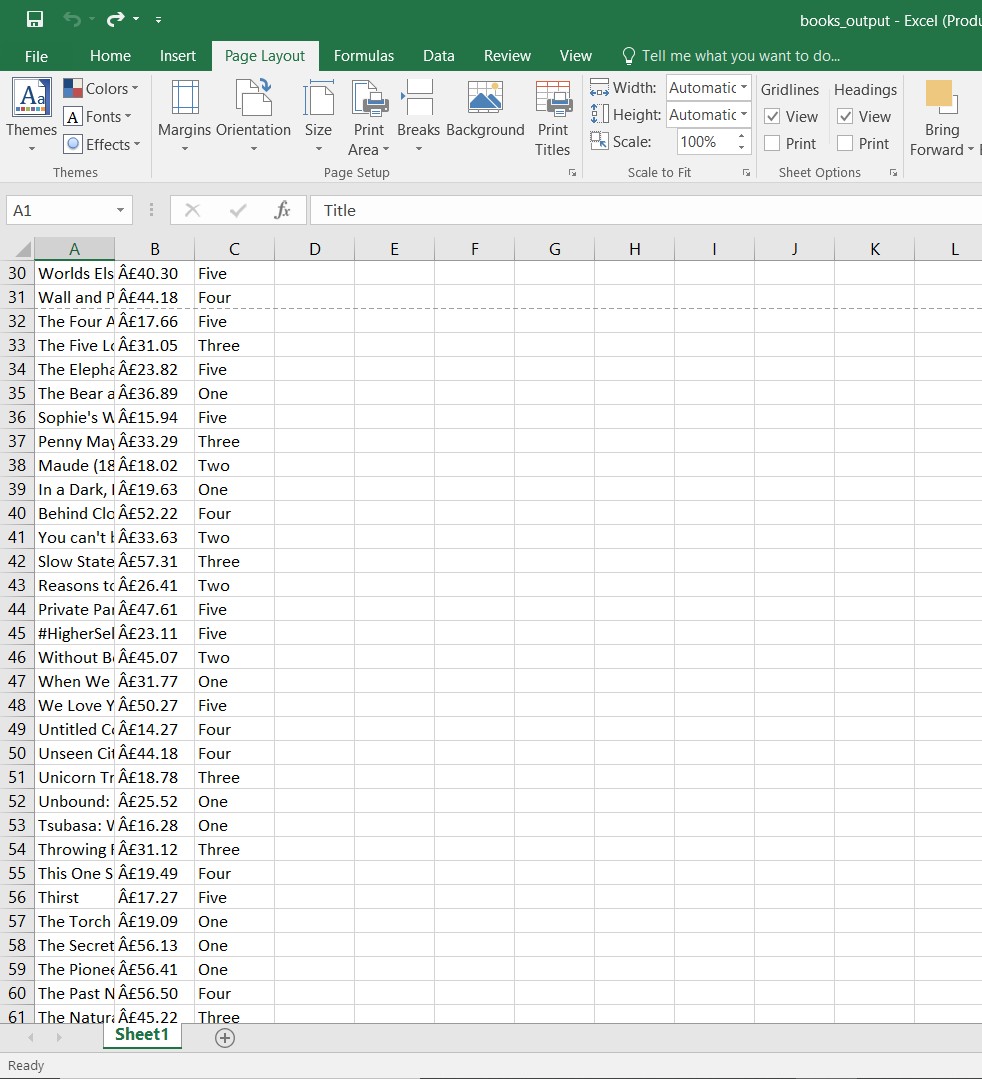 books_output - Excel (Produ
File Home Insert Page Layout Formulas Data Review View Tell me what you want to do...
Themes Colors Fonts Effects Margins Orientation Size Print Area Breaks Background Print Titles Width: Automatic Height: Automatic Scale: 100% Gridlines View Print Headings View Print Bring Forward
Themes Page Setup Scale to Fit Sheet Options
A1 fx Title
A B C D E F G H I J K L
30 Worlds Els Â£40.30 Five
31 Wall and P Â£44.18 Four
32 The Four A Â£17.66 Five
33 The Five Lo Â£31.05 Three
34 The Elepha Â£23.82 Five
35 The Bear a Â£36.89 One
36 Sophie's W Â£15.94 Five
37 Penny May Â£33.29 Three
38 Maude (18 Â£18.02 Two
39 In a Dark, Â£19.63 One
40 Behind Clo Â£52.22 Four
41 You can't b Â£33.63 Two
42 Slow State Â£57.31 Three
43 Reasons to Â£26.41 Two
44 Private Par Â£47.61 Five
45 #HigherSel Â£23.11 Five
46 Without Bo Â£45.07 Two
47 When We Â£31.77 One
48 We Love Y Â£50.27 Five
49 Untitled Co Â£14.27 Four
50 Unseen Cit Â£44.18 Four
51 Unicorn Tr Â£18.78 Three
52 Unbound: Â£25.52 One
53 Tsubasa: W Â£16.28 One
54 Throwing R Â£31.12 Three
55 This One S Â£19.49 Four
56 Thirst Â£17.27 Five
57 The Torch Â£19.09 One
58 The Secret Â£56.13 One
59 The Pionee Â£56.41 One
60 The Past N Â£56.50 Four
61 The Natura Â£45.22 Three
Sheet1
Ready